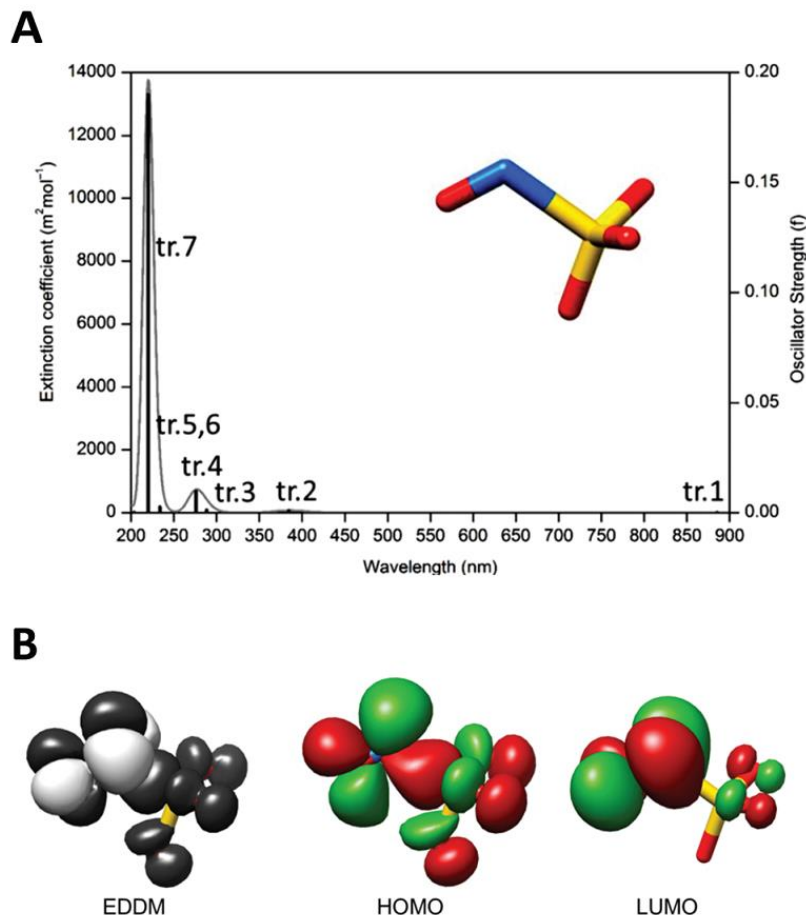 A
Extinction coefficient (m²mol⁻¹)
14000
12000
10000
8000
6000
4000
2000
0
0.20
0.15
0.10
0.05
0.00
Oscillator Strength (f)
tr.7
tr.5,6
tr.4
tr.3
tr.2
tr.1
200 250 300 350 400 450 500 550 600 650 700 750 800 850 900
Wavelength (nm)
B
EDDM HOMO LUMO